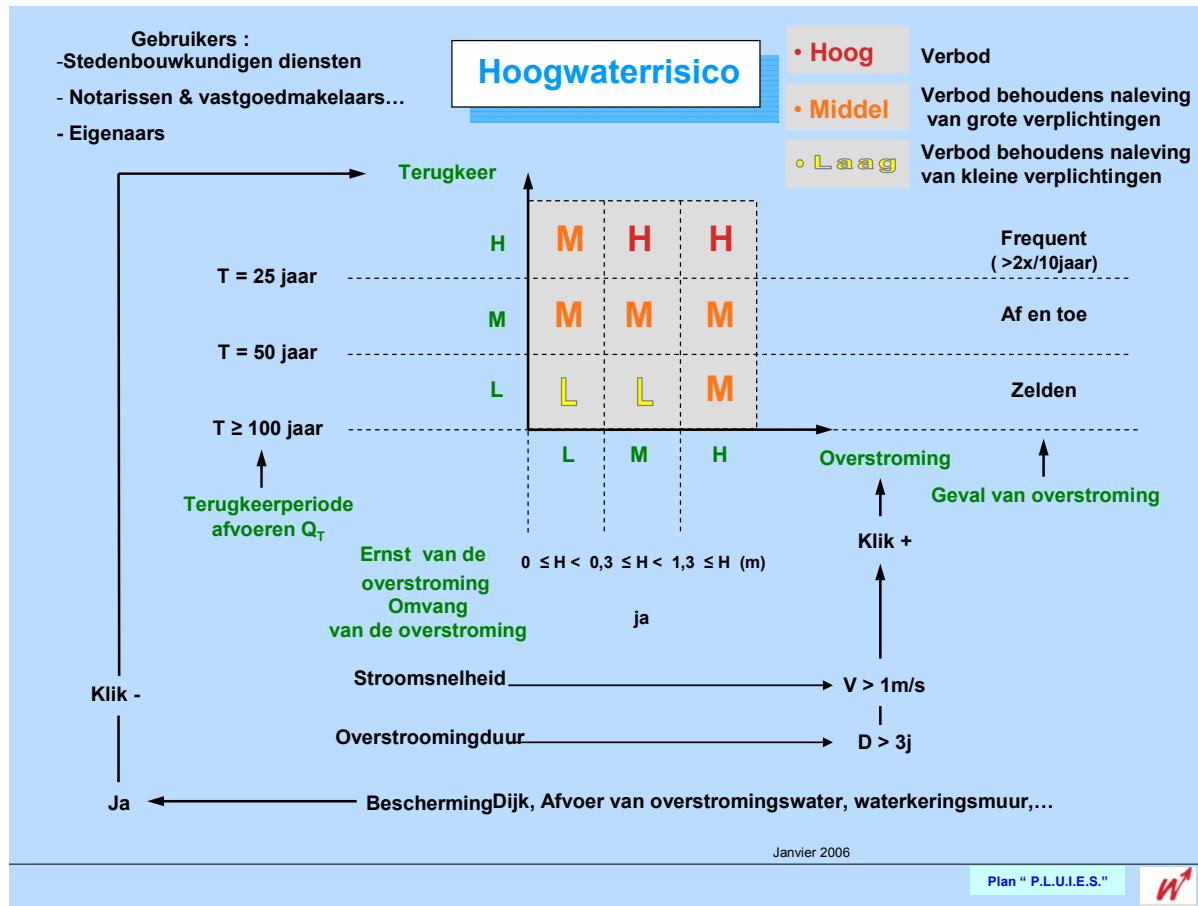 Gebruikers :
-Stedenbouwkundigen diensten
- Notarissen & vastgoedmakelaars…
- Eigenaars
Hoogwaterrisico
• Hoog
Verbod
• Middel
Verbod behoudens naleving
van grote verplichtingen
• Laag
Verbod behoudens naleving
van kleine verplichtingen
Terugkeer
H M H H
Frequent
( >2x/10jaar)
T = 25 jaar
M M M M
Af en toe
T = 50 jaar
L L L M
Zelden
T ≥ 100 jaar
L M H
Overstroming
Terugkeerperiode
afvoeren QT
Geval van overstroming
Klik +
Ernst van de
overstroming
Omvang
van de overstroming
0 ≤ H < 0,3 ≤ H < 1,3 ≤ H (m)
ja
Stroomsnelheid
V > 1m/s
Klik -
Overstroomingduur
D > 3j
Ja
Bescherming
Dijk, Afvoer van overstromingswater, waterkeringsmuur,…
Janvier 2006
Plan “ P.L.U.I.E.S.”
W